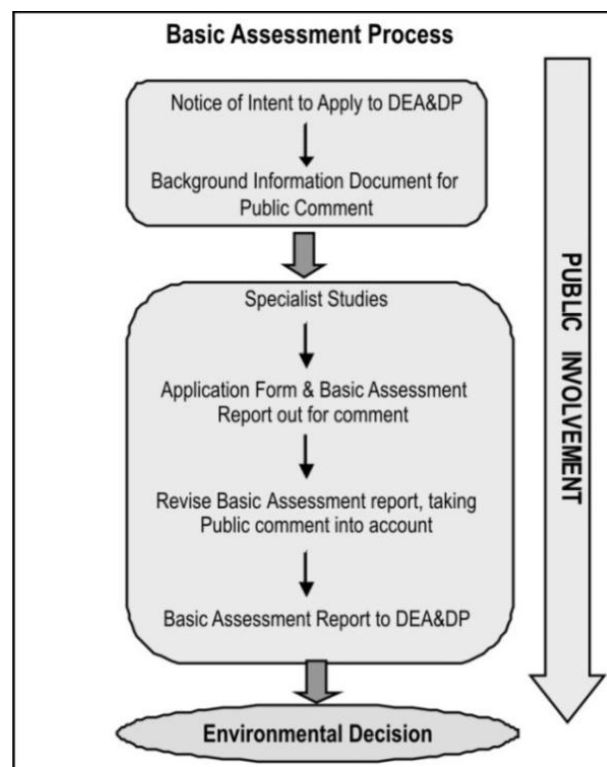 Basic Assessment Process
Notice of Intent to Apply to DEA&DP
Background Information Document for
Public Comment
Specialist Studies
Application Form & Basic Assessment
Report out for comment
Revise Basic Assessment report, taking
Public comment into account
Basic Assessment Report to DEA&DP
Environmental Decision
PUBLIC INVOLVEMENT